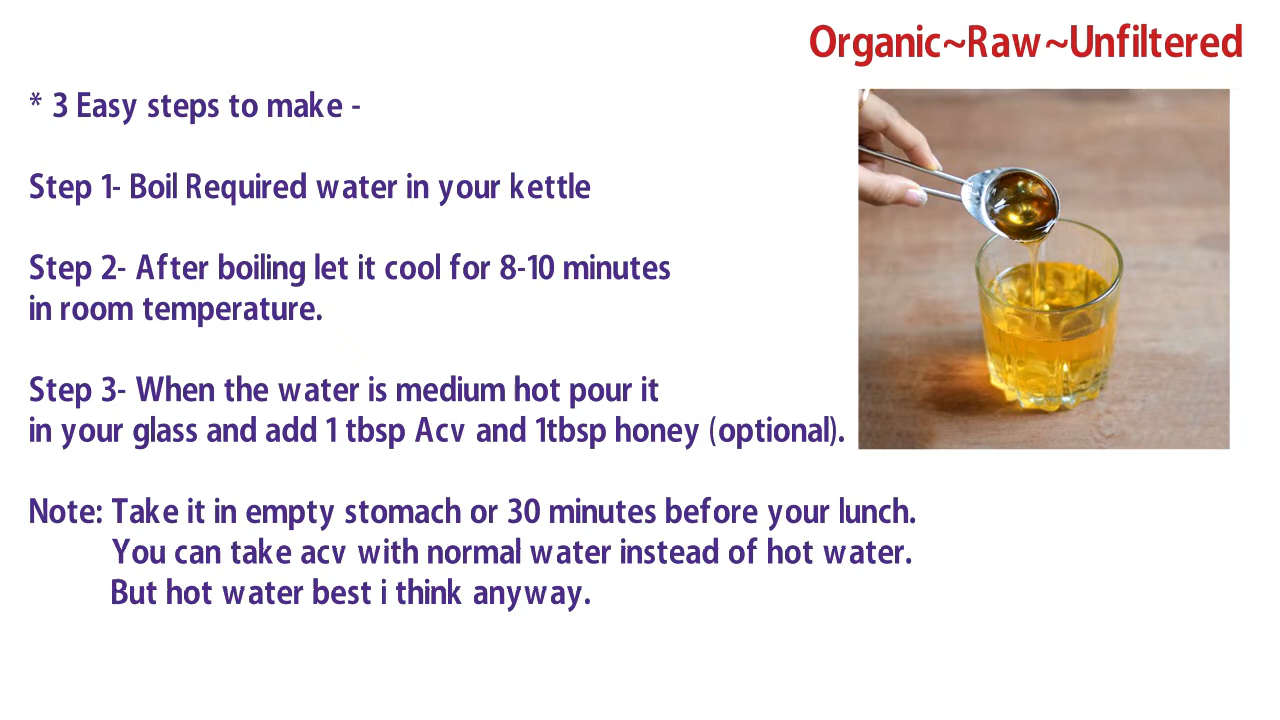 Organic~Raw~Unfiltered
* 3 Easy steps to make -
Step 1- Boil Required water in your kettle
Step 2- After boiling let it cool for 8-10 minutes
in room temperature.
Step 3- When the water is medium hot pour it
in your glass and add 1 tbsp Acv and 1tbsp honey (optional).
Note: Take it in empty stomach or 30 minutes before your lunch.
You can take acv with normal water instead of hot water.
But hot water best i think anyway.